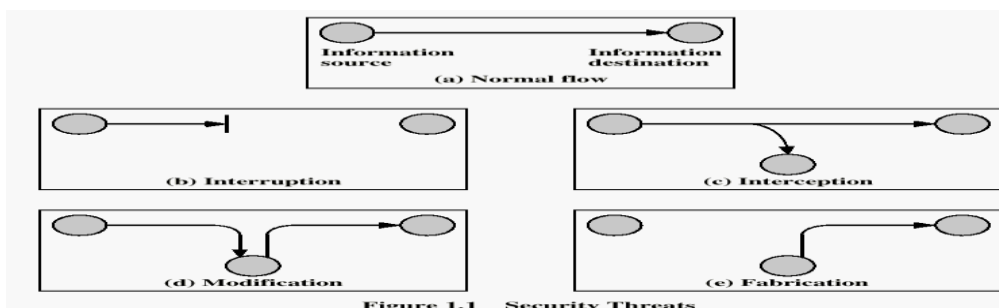 Information Information
source destination
(a) Normal flow
(b) Interruption
(c) Interception
(d) Modification
(e) Fabrication
Figure 1.1 Security Threats